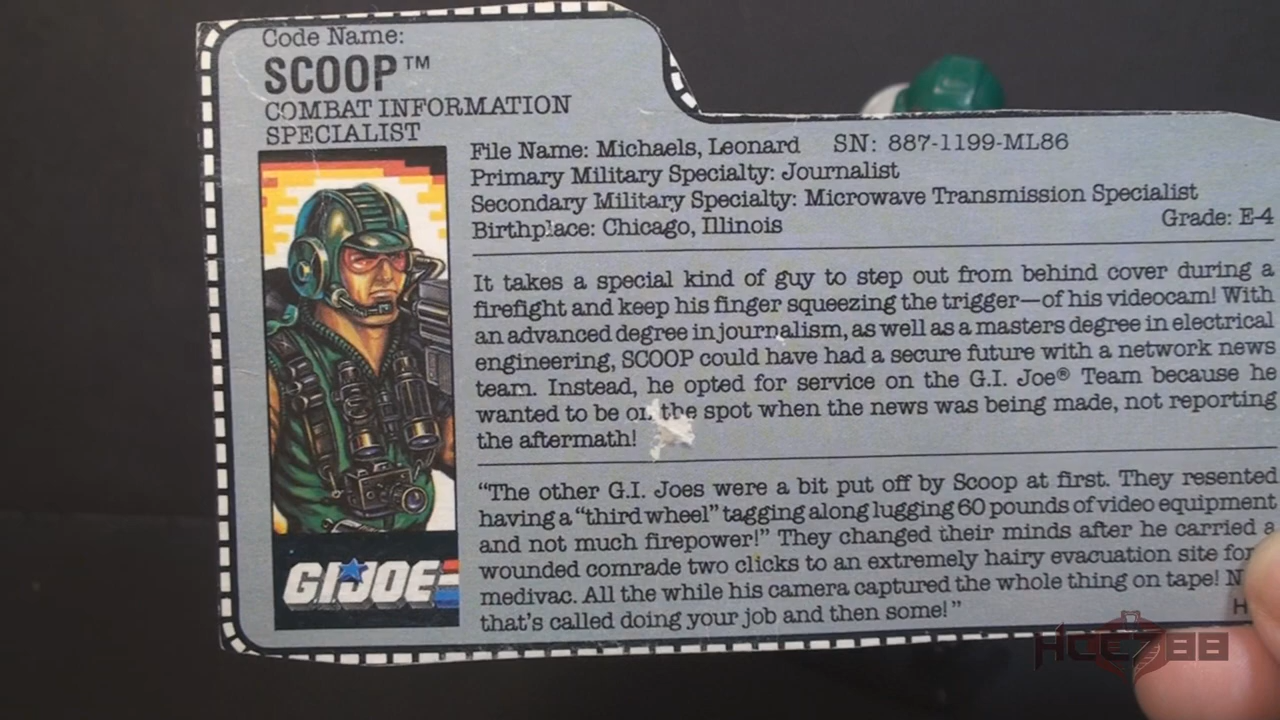 Code Name:
SCOOP™
COMBAT INFORMATION
SPECIALIST
File Name: Michaels, Leonard SN: 887-1199-ML86
Primary Military Specialty: Journalist
Secondary Military Specialty: Microwave Transmission Specialist
Birthplace: Chicago, Illinois Grade: E-4
It takes a special kind of guy to step out from behind cover during a
firefight and keep his finger squeezing the trigger—of his videocam! With
an advanced degree in journalism, as well as a masters degree in electrical
engineering, SCOOP could have had a secure future with a network news
team. Instead, he opted for service on the G.I. Joe® Team because he
wanted to be on the spot when the news was being made, not reporting
the aftermath!
"The other G.I. Joes were a bit put off by Scoop at first. They resented
having a "third wheel" tagging along lugging 60 pounds of video equipment
and not much firepower!" They changed their minds after he carried a
wounded comrade two clicks to an extremely hairy evacuation site for
medivac. All the while his camera captured the whole thing on tape!
that's called doing your job and then some!"
GI JOE
HCC788